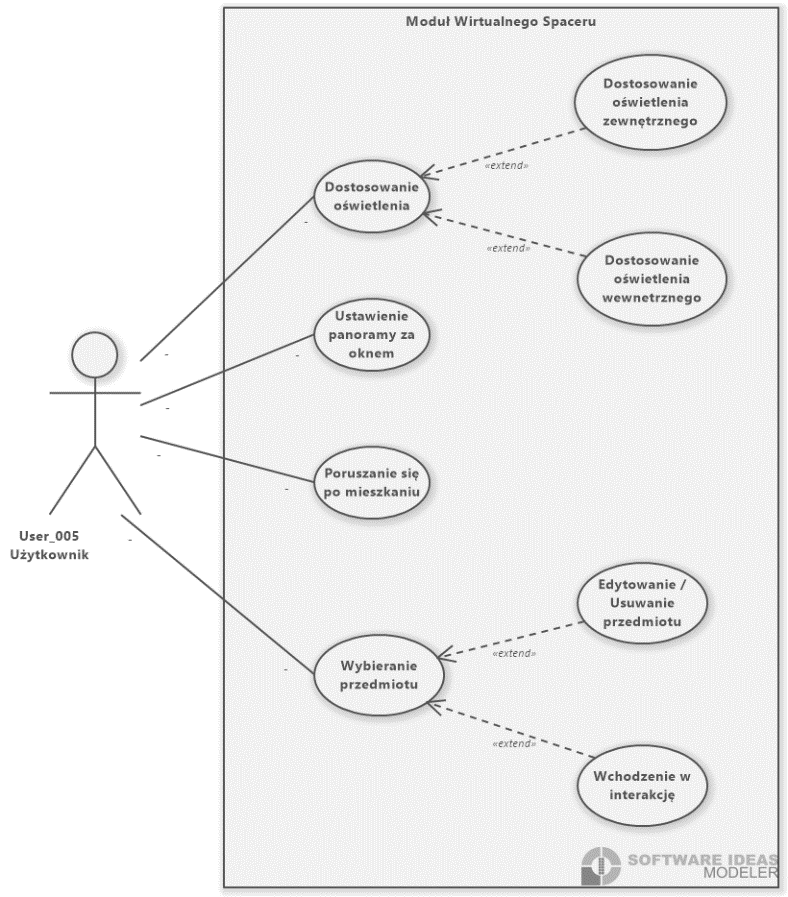 Moduł Wirtualnego Spaceru
Dostosowanie
oświetlenia
zewnętrznego
«extend»
Dostosowanie
oświetlenia
«extend»
Dostosowanie
oświetlenia
wewnetrznego
Ustawienie
panoramy za
oknem
Poruszanie się
po mieszkaniu
User_005
Użytkownik
Edytowanie /
Usuwanie
przedmiotu
«extend»
Wybieranie
przedmiotu
«extend»
Wchodzenie w
interakcję
SOFTWARE IDEAS
MODELER